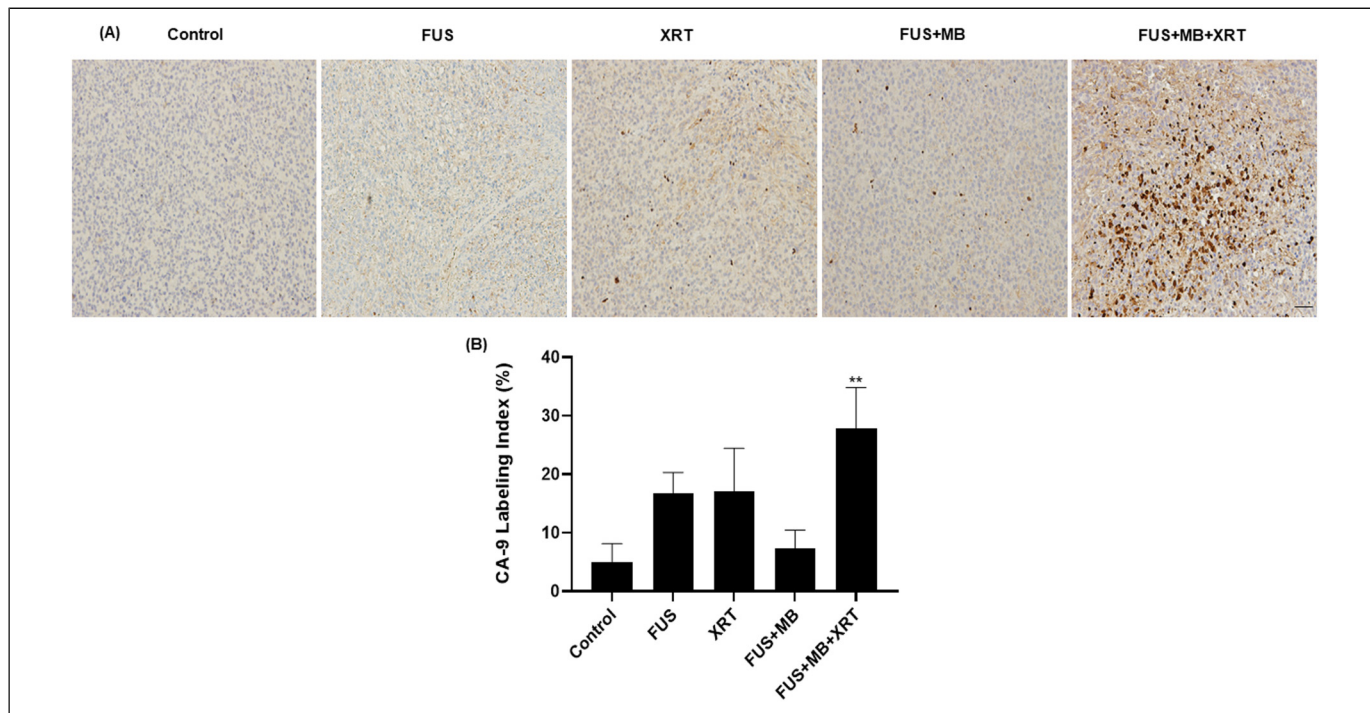 (A) Control FUS XRT FUS+MB FUS+MB+XRT
(B)
CA-9 Labeling Index (%)
40
30
20
10
0
**
Control
FUS
XRT
FUS+MB
FUS+MB+XRT